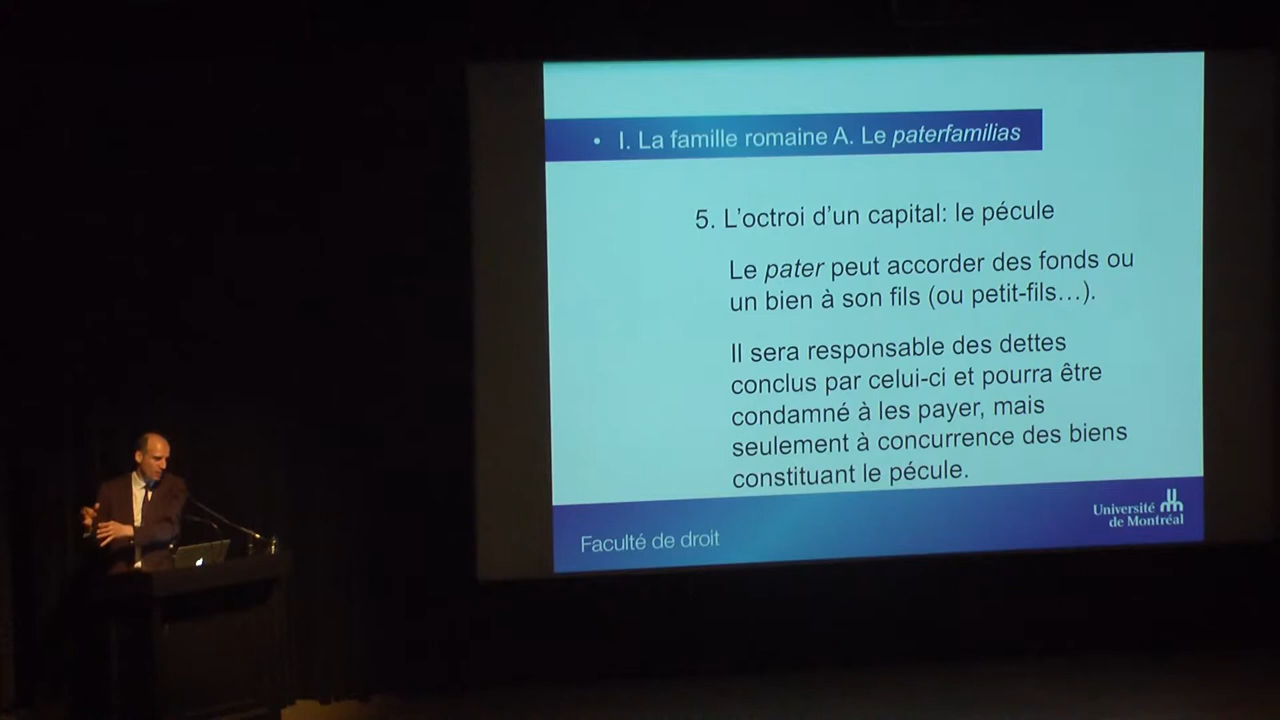 • I. La famille romaine A. Le paterfamilias
5. L'octroi d'un capital: le pécule
Le pater peut accorder des fonds ou
un bien à son fils (ou petit-fils…).
Il sera responsable des dettes
conclus par celui-ci et pourra être
condamné à les payer, mais
seulement à concurrence des biens
constituant le pécule.
Faculté de droit
Université
de Montréal